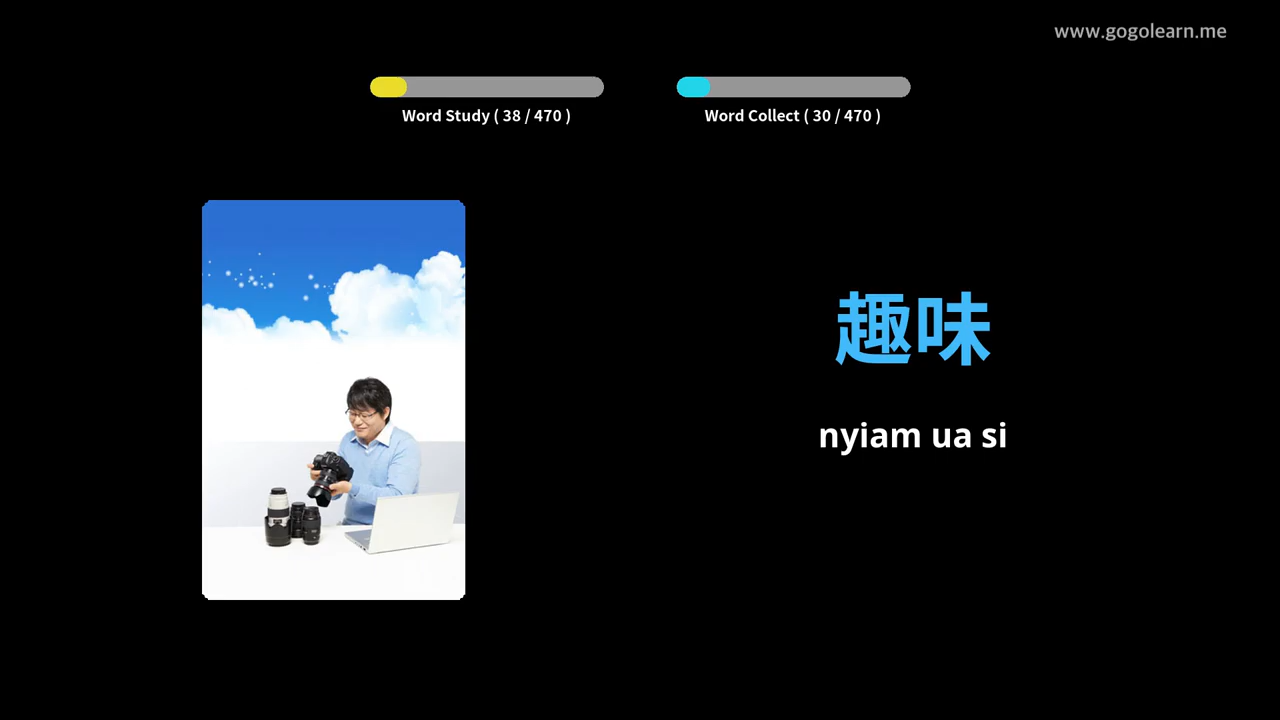 www.gogolearn.me
Word Study ( 38 / 470 )
Word Collect ( 30 / 470 )
趣味
nyiam ua si